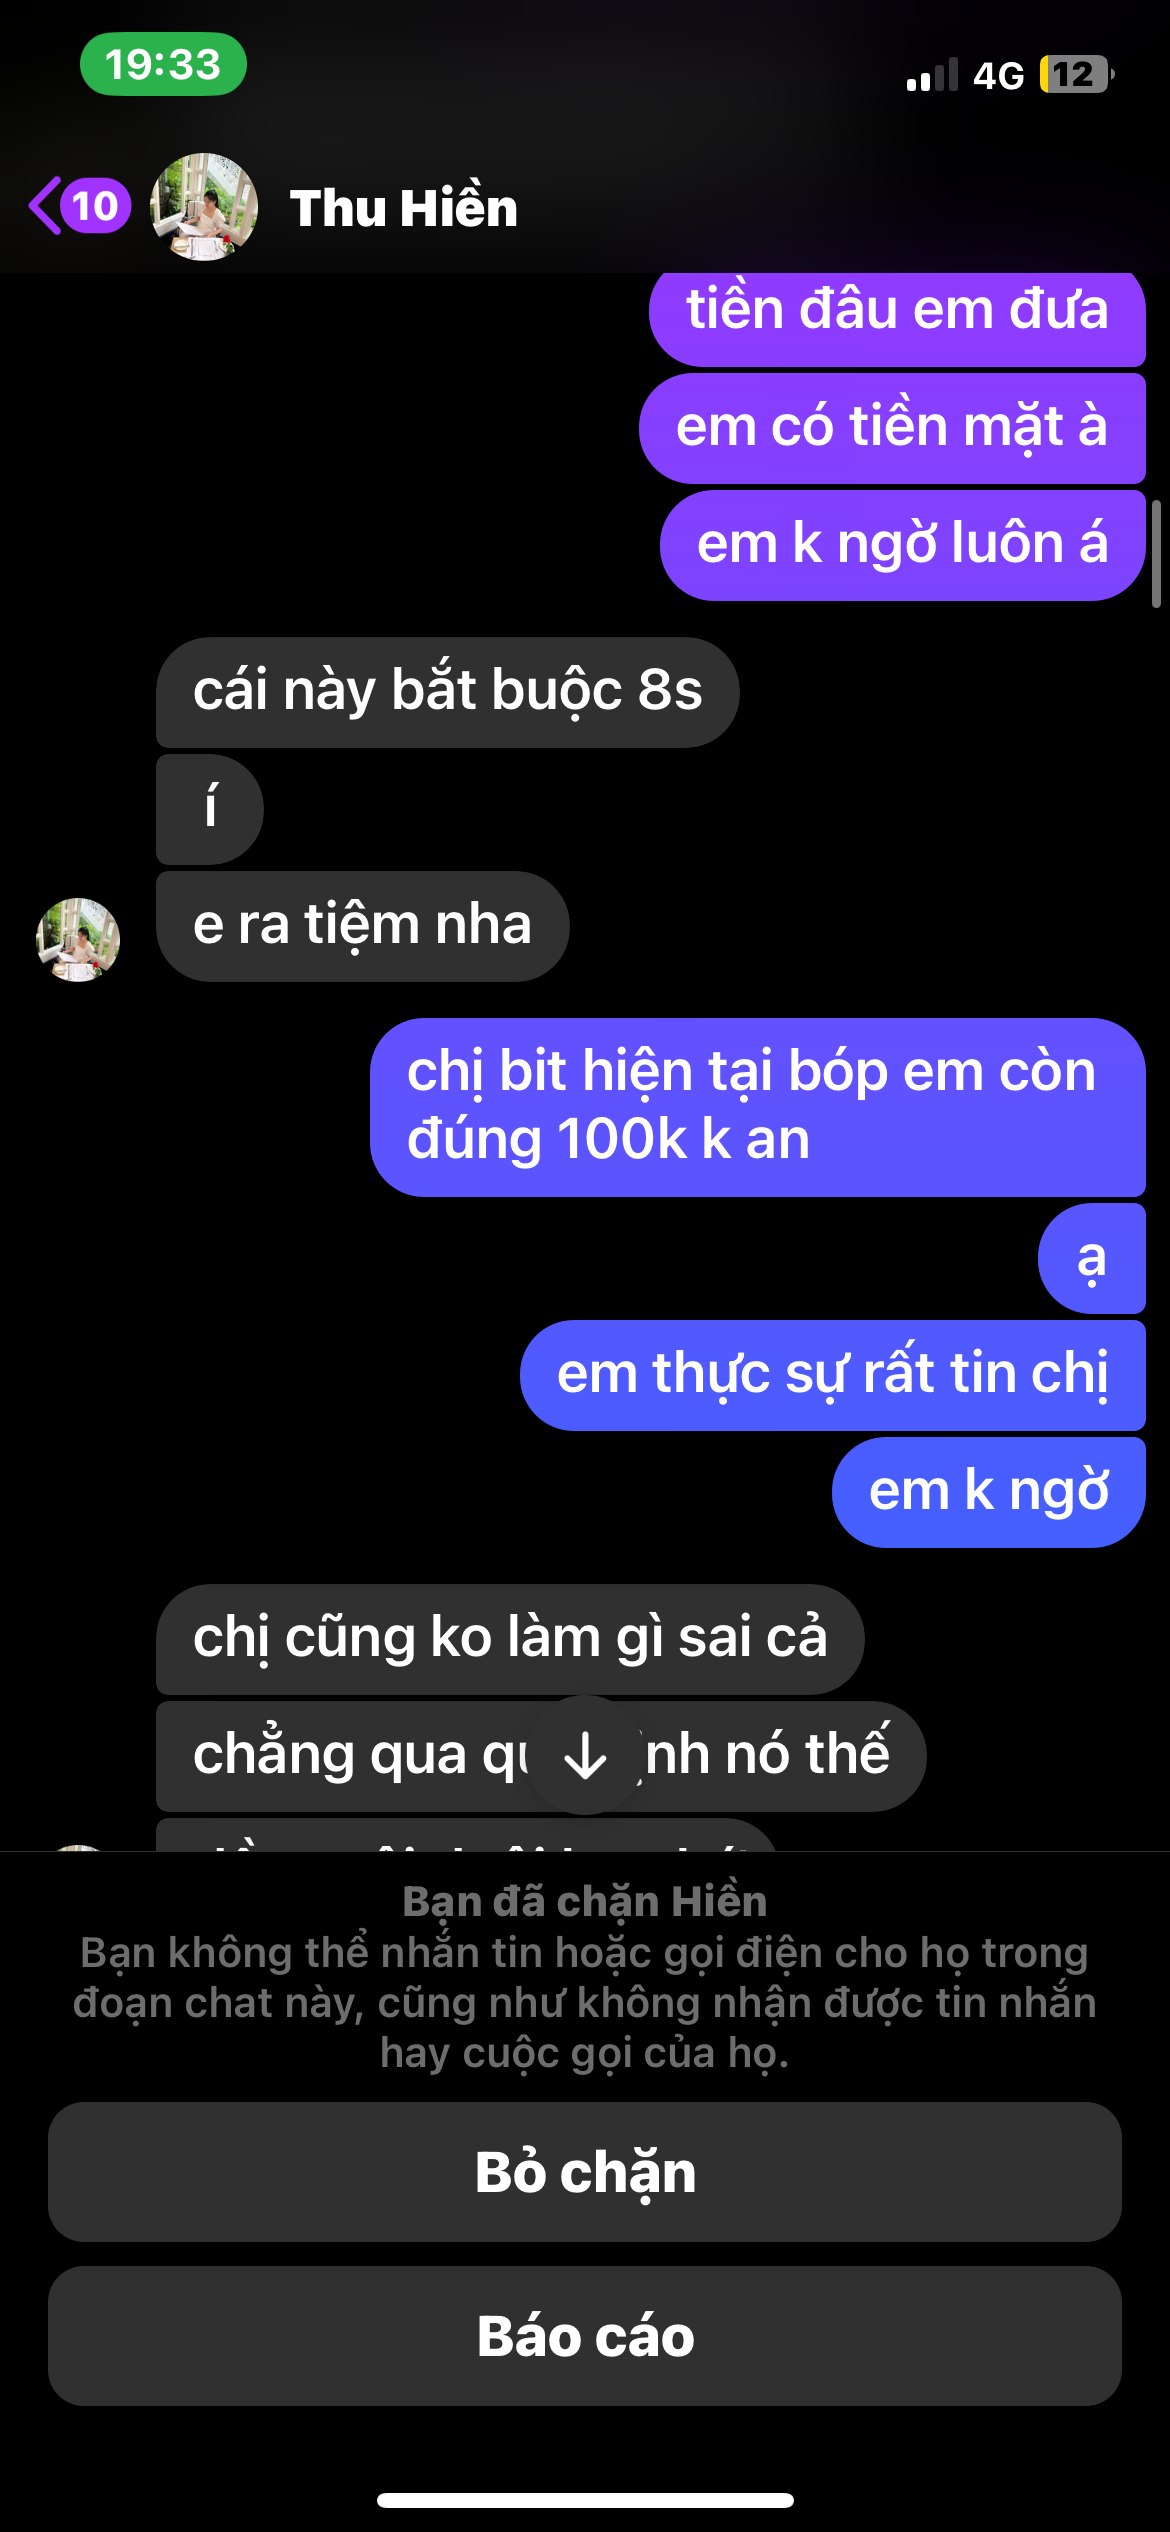 19:33
4G 12
10
Thu Hiền
tiền đâu em đưa
em có tiền mặt à
em k ngờ luôn á
cái này bắt buộc 8s
í
e ra tiệm nha
chị bit hiện tại bóp em còn
đúng 100k k an
ạ
em thực sự rất tin chị
em k ngờ
chị cũng ko làm gì sai cả
chẳng qua nó thế
Bạn đã chặn Hiền
Bạn không thể nhắn tin hoặc gọi điện cho họ trong
đoạn chat này, cũng như không nhận được tin nhắn
hay cuộc gọi của họ.
Bỏ chặn
Báo cáo